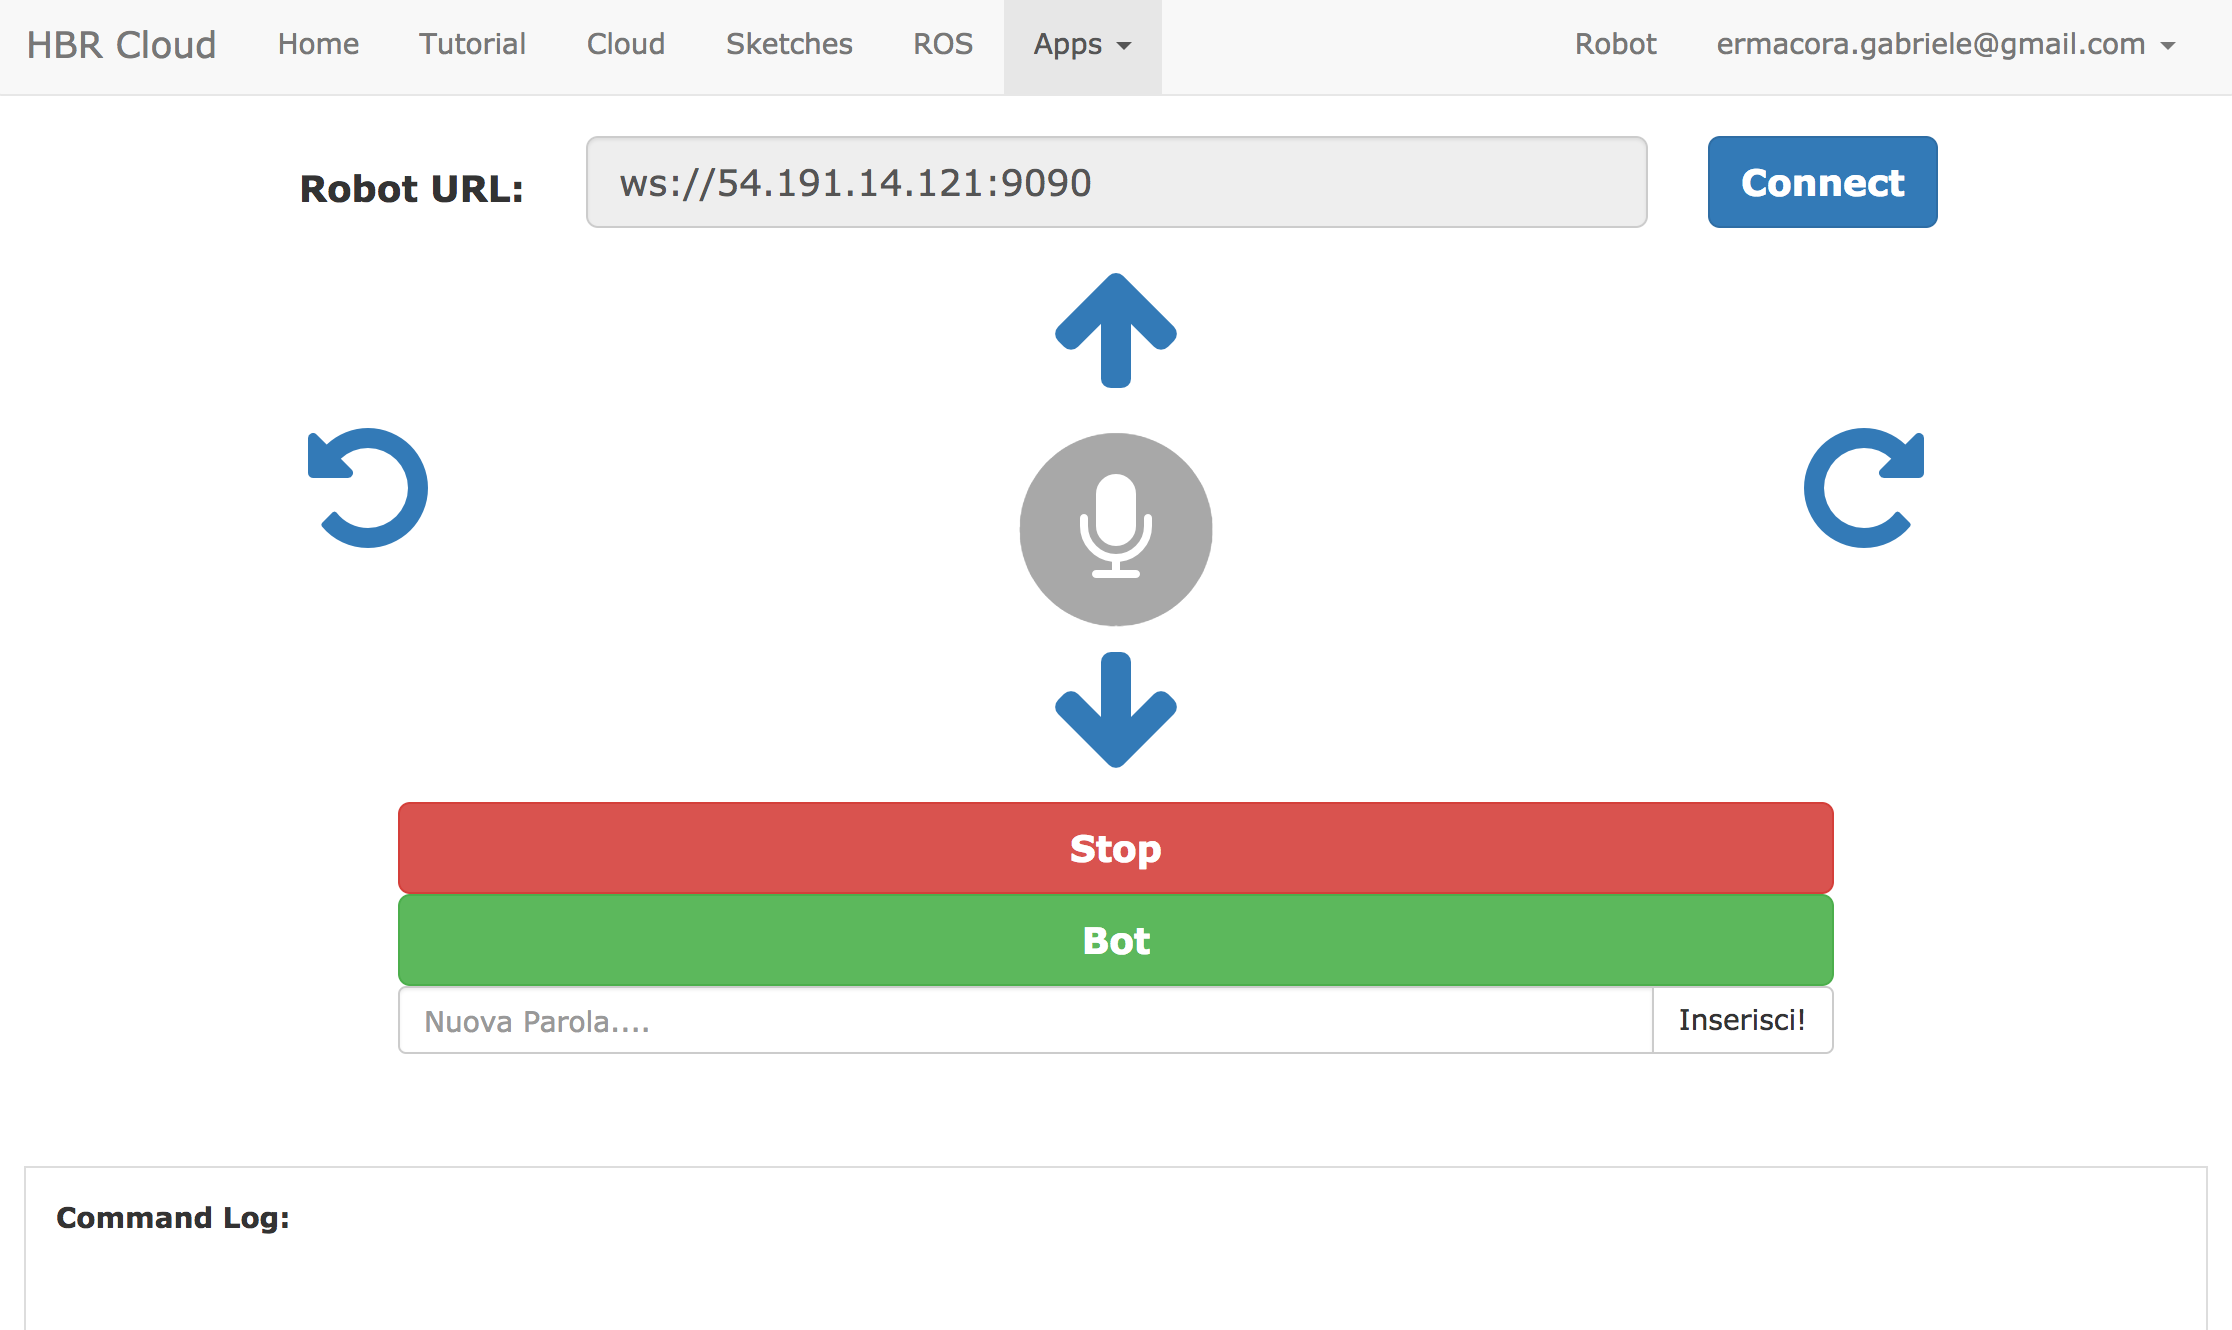 HBR Cloud Home Tutorial Cloud Sketches ROS Apps Robot ermacora.gabriele@gmail.com
Robot URL: ws://54.191.14.121:9090 Connect
Stop
Bot
Nuova Parola.... Inserisci!
Command Log: